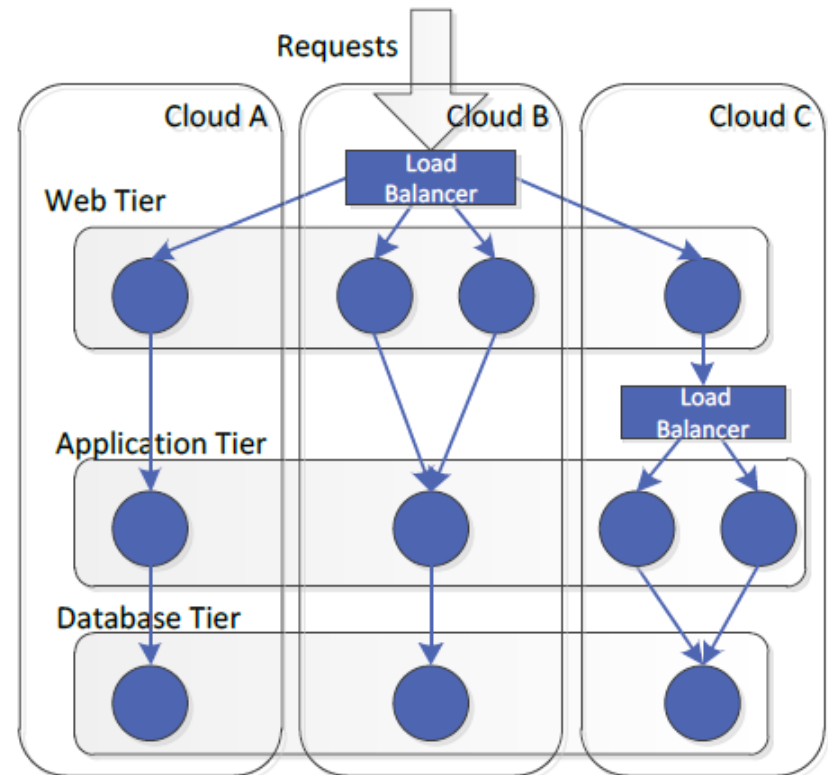 Requests
Cloud A
Cloud B
Cloud C
Load
Balancer
Web Tier
Load
Balancer
Application Tier
Database Tier